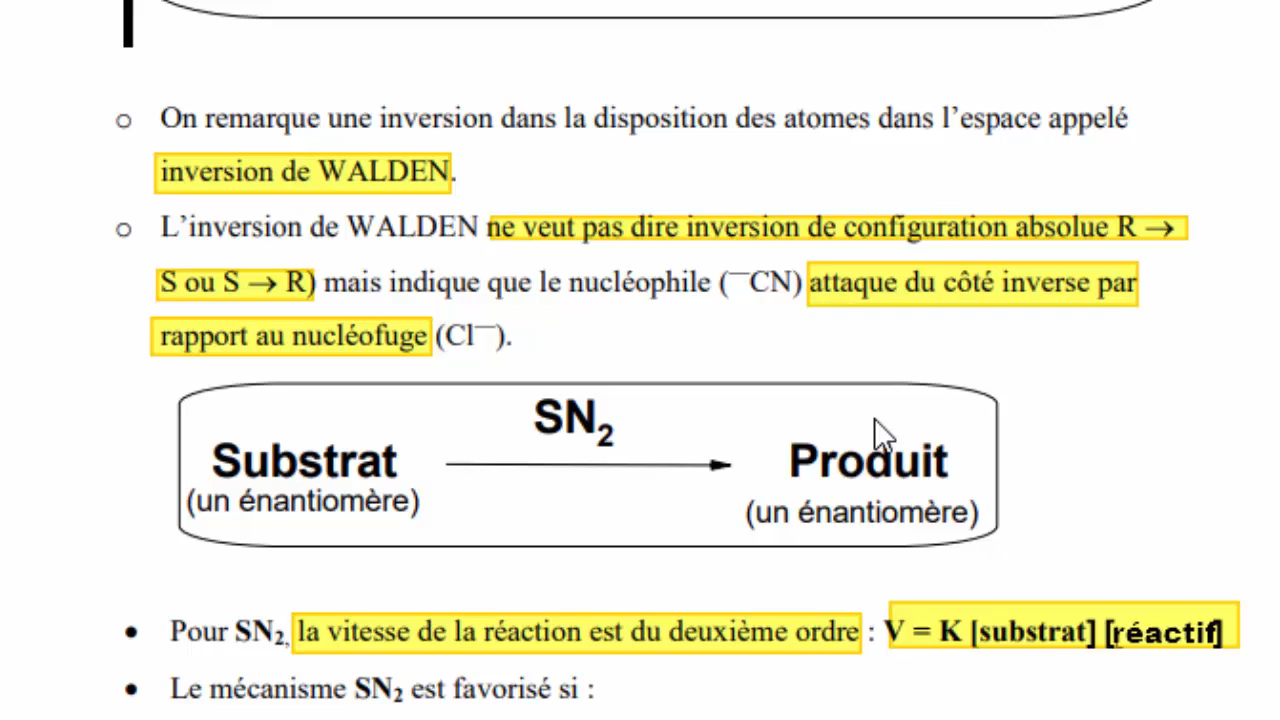 o On remarque une inversion dans la disposition des atomes dans l’espace appelé
inversion de WALDEN.
o L’inversion de WALDEN ne veut pas dire inversion de configuration absolue R →
S ou S → R) mais indique que le nucléophile (⁻CN) attaque du côté inverse par
rapport au nucléofuge (Cl⁻).
SN₂
Substrat → Produit
(un énantiomère) (un énantiomère)
• Pour SN₂, la vitesse de la réaction est du deuxième ordre : V = K [substrat] [réactif]
• Le mécanisme SN₂ est favorisé si :